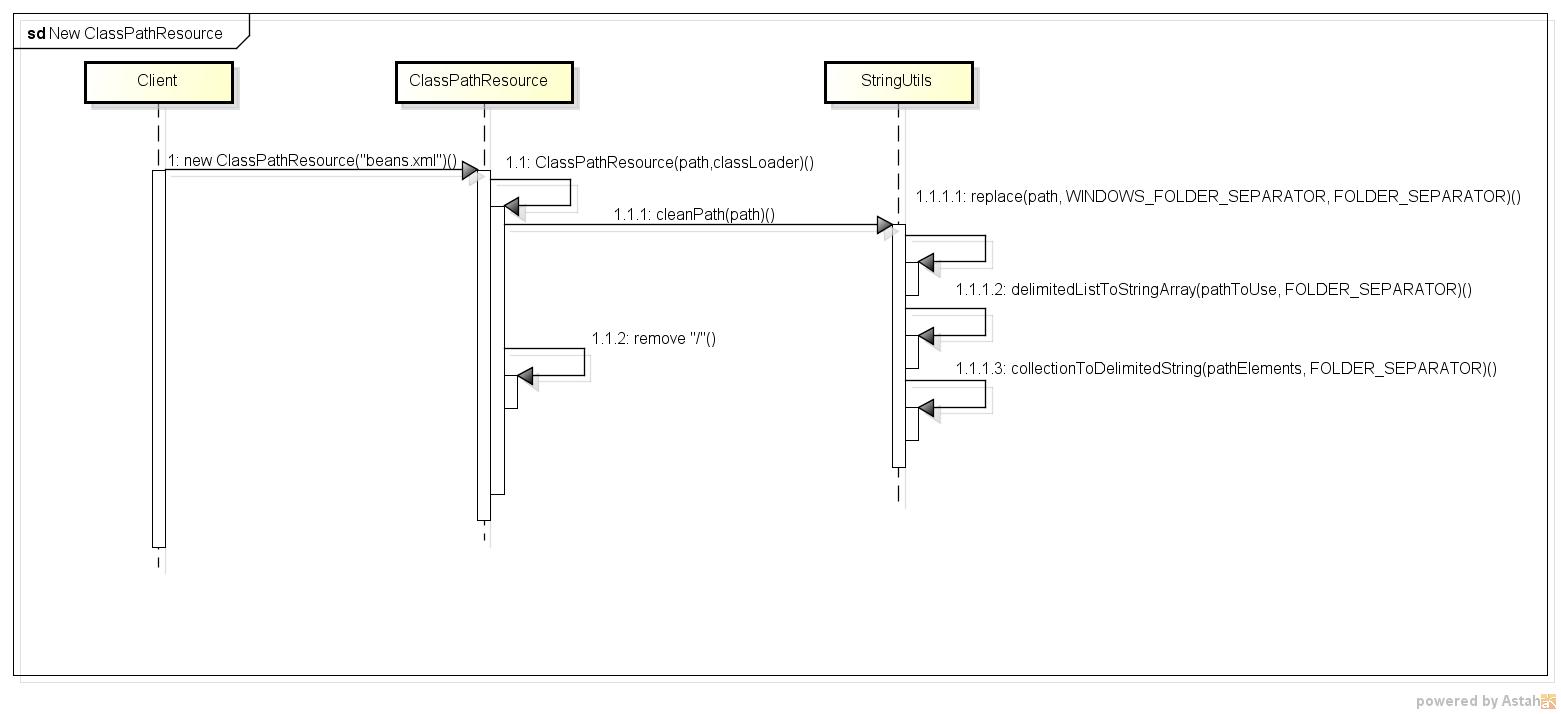 sd New ClassPathResource
Client
ClassPathResource
StringUtils
1: new ClassPathResource("beans.xml")()
1.1: ClassPathResource(path,classLoader)()
1.1.1.1: replace(path, WINDOWS_FOLDER_SEPARATOR, FOLDER_SEPARATOR)()
1.1.1: cleanPath(path)()
1.1.1.2: delimitedListToStringArray(pathToUse, FOLDER_SEPARATOR)()
1.1.2: remove "/"()
1.1.1.3: collectionToDelimitedString(pathElements, FOLDER_SEPARATOR)()
powered by Astah